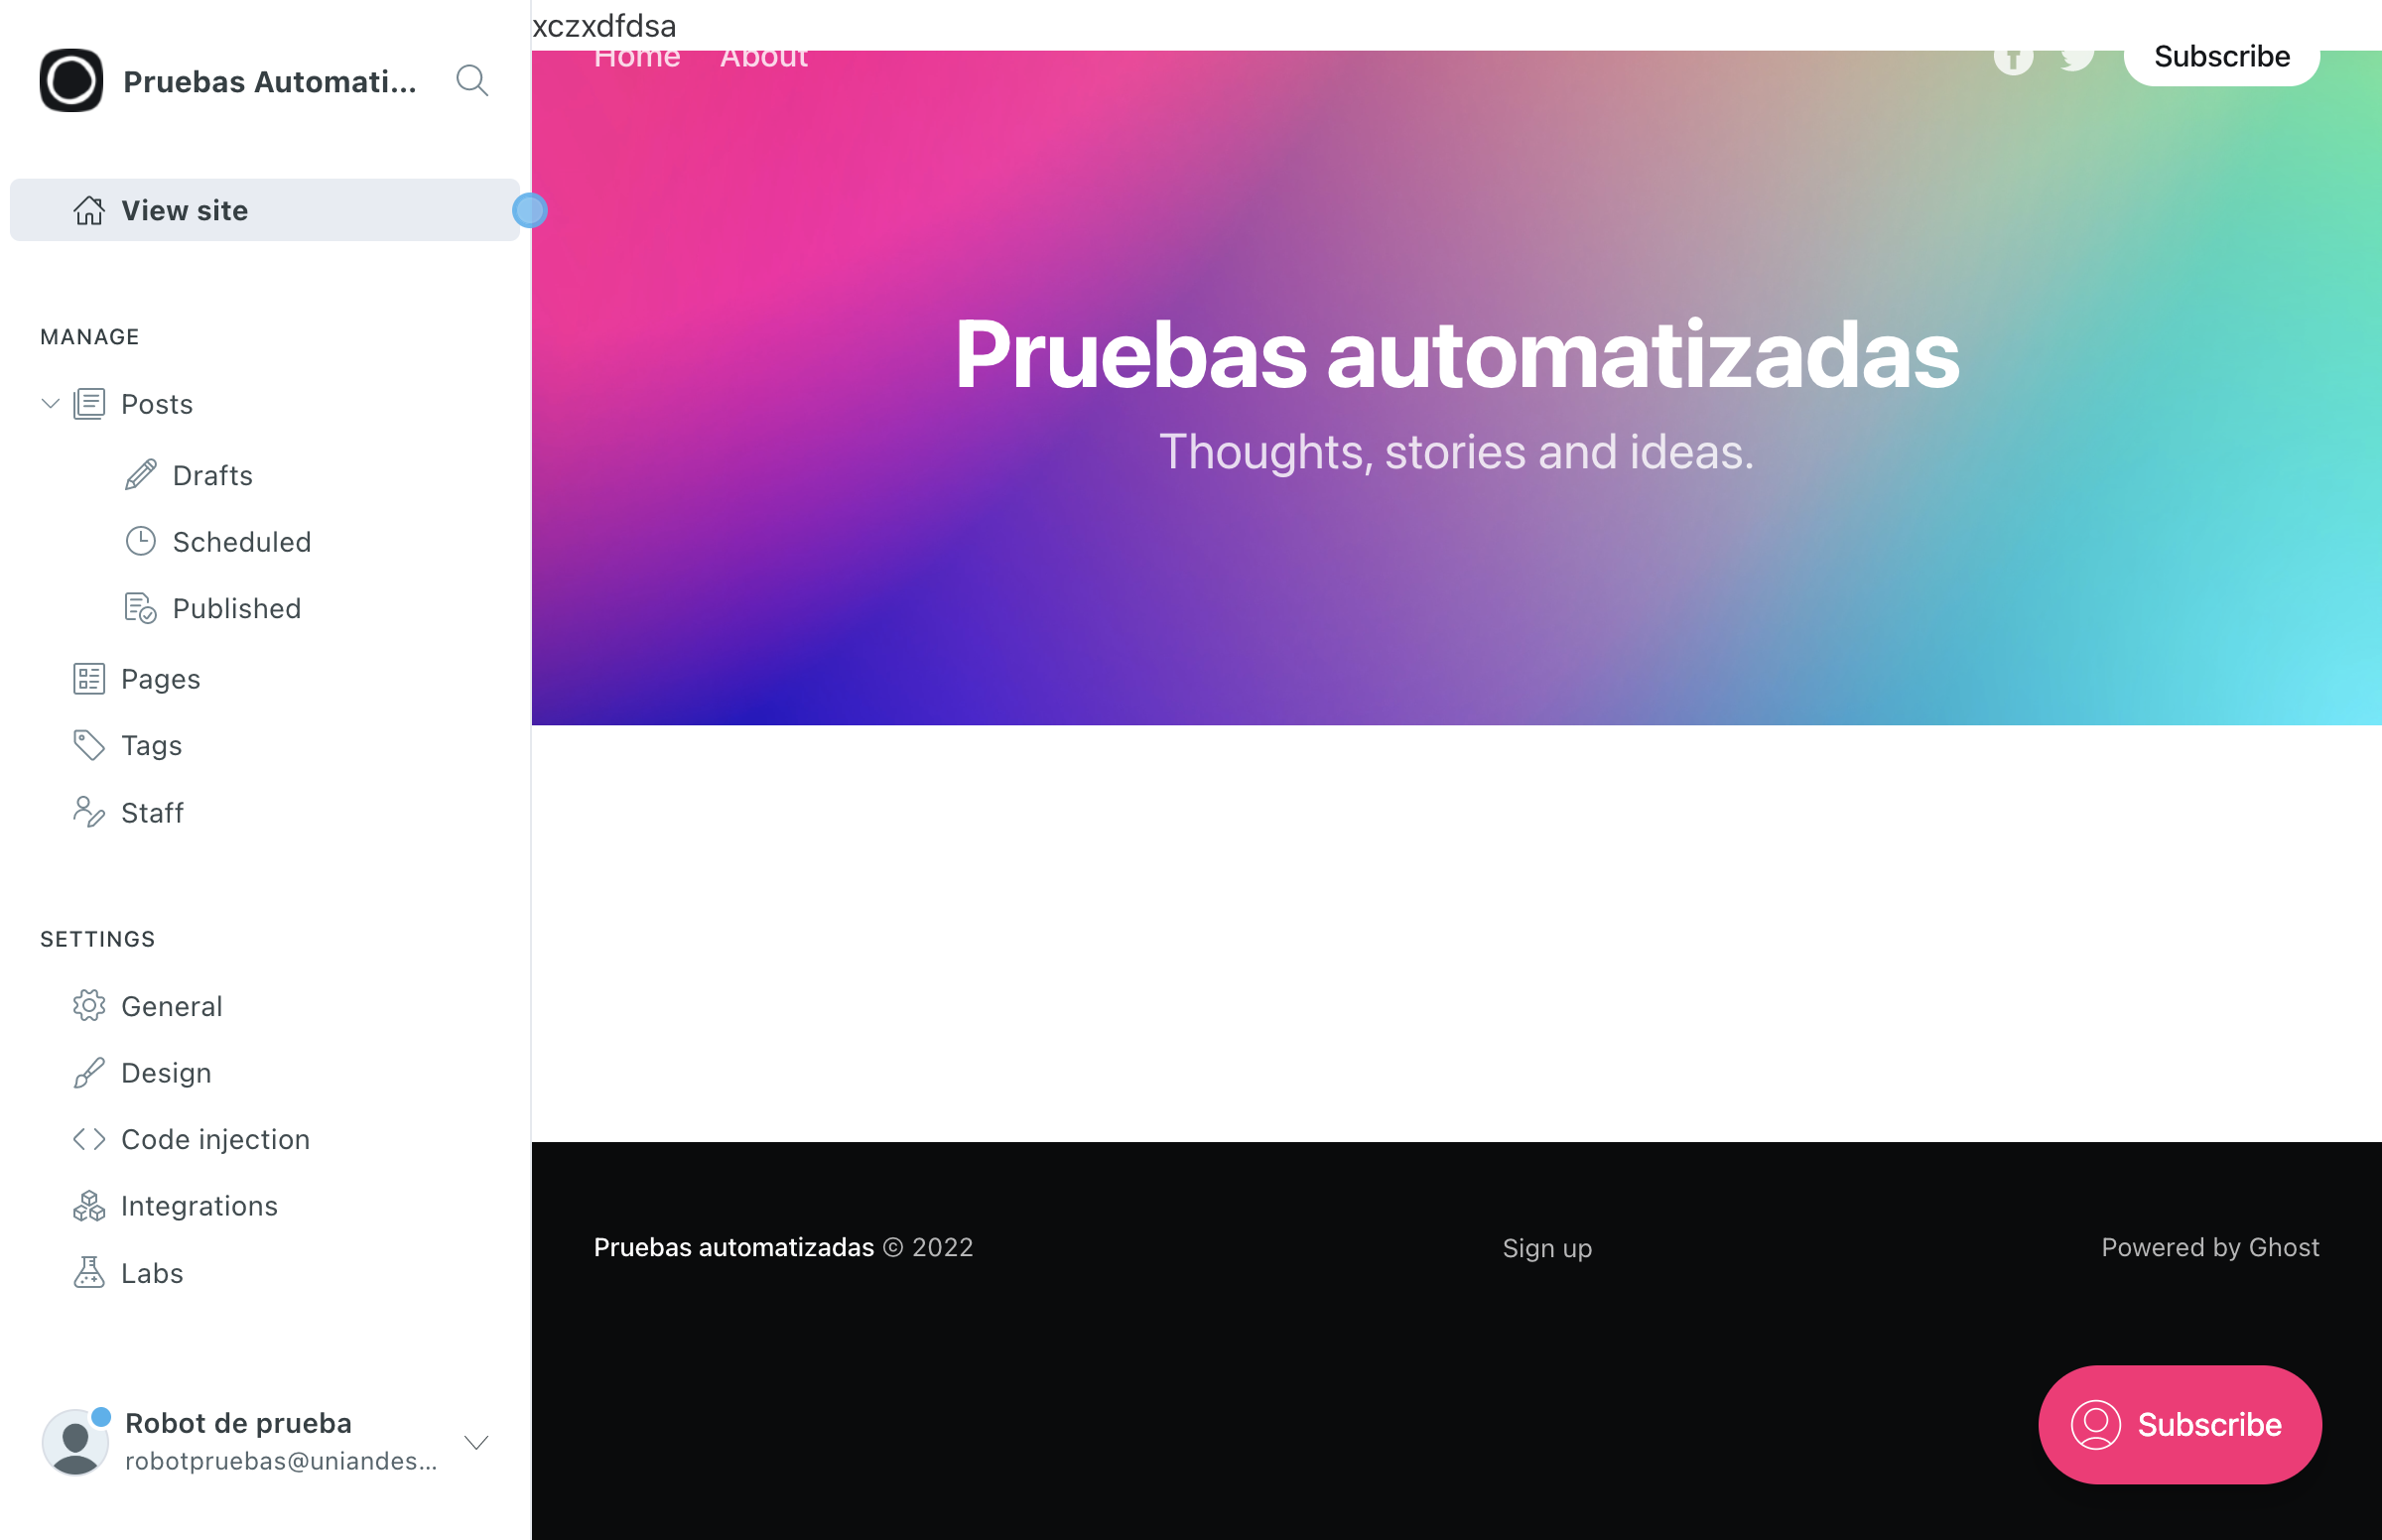 Pruebas Automati...
View site
MANAGE
Posts
Drafts
Scheduled
Published
Pages
Tags
Staff
SETTINGS
General
Design
Code injection
Integrations
Labs
Robot de prueba
robotpruebas@uniandes...
xczxdfdsa
Home About Subscribe
Pruebas automatizadas
Thoughts, stories and ideas.
Pruebas automatizadas © 2022 Sign up Powered by Ghost
Subscribe